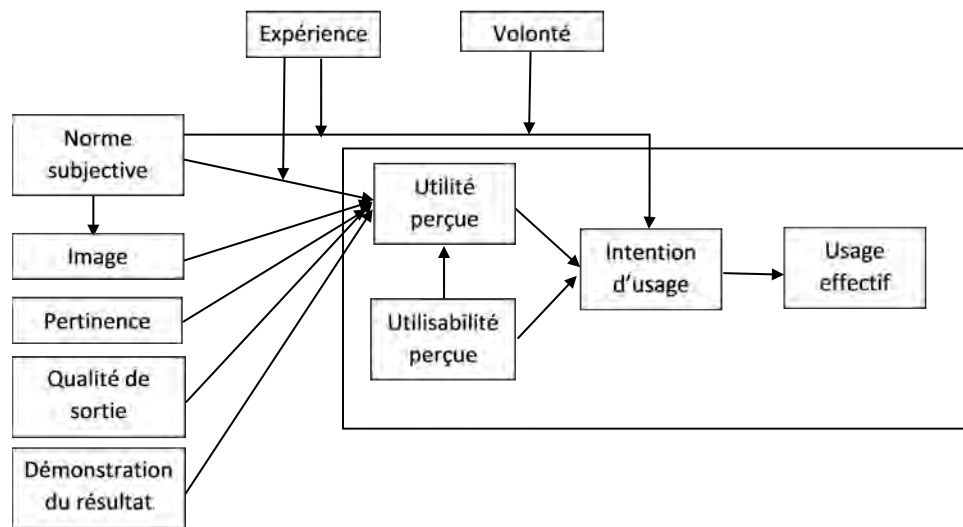 Expérience
Volonté
Norme
subjective
Utilité
perçue
Image
Intention
d'usage
Usage
effectif
Pertinence
Utilisabilité
perçue
Qualité de
sortie
Démonstration
du résultat